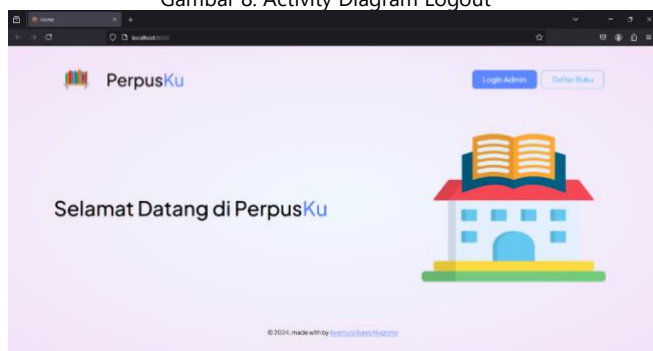 Gambar 8. Activity Diagram Logout
Home
localhost
PerpusKu
Login Admin
Daftar Buku
Selamat Datang di PerpusKu
© 2024, made with by